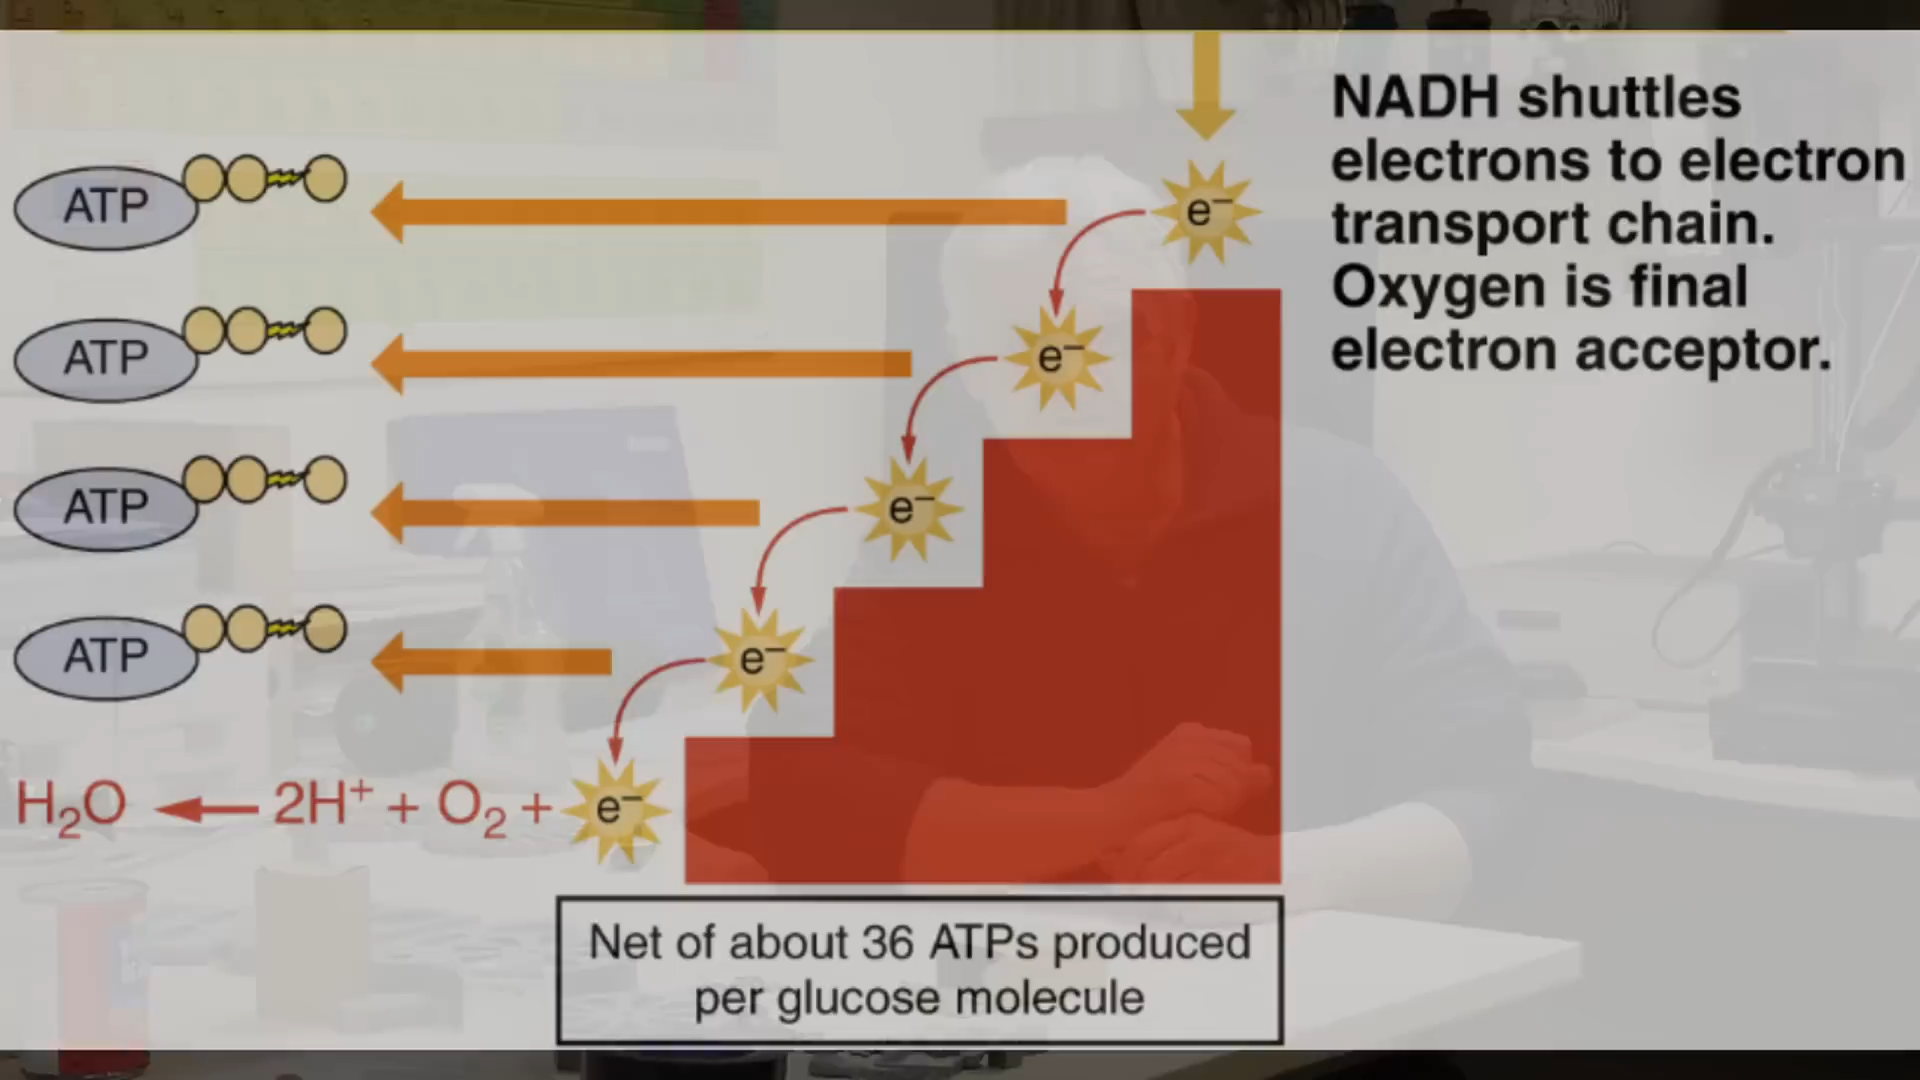 NADH shuttles
electrons to electron
transport chain.
Oxygen is final
electron acceptor.
ATP
e⁻
ATP
e⁻
ATP
e⁻
ATP
e⁻
H₂O ← 2H⁺ + O₂ + e⁻
Net of about 36 ATPs produced
per glucose molecule